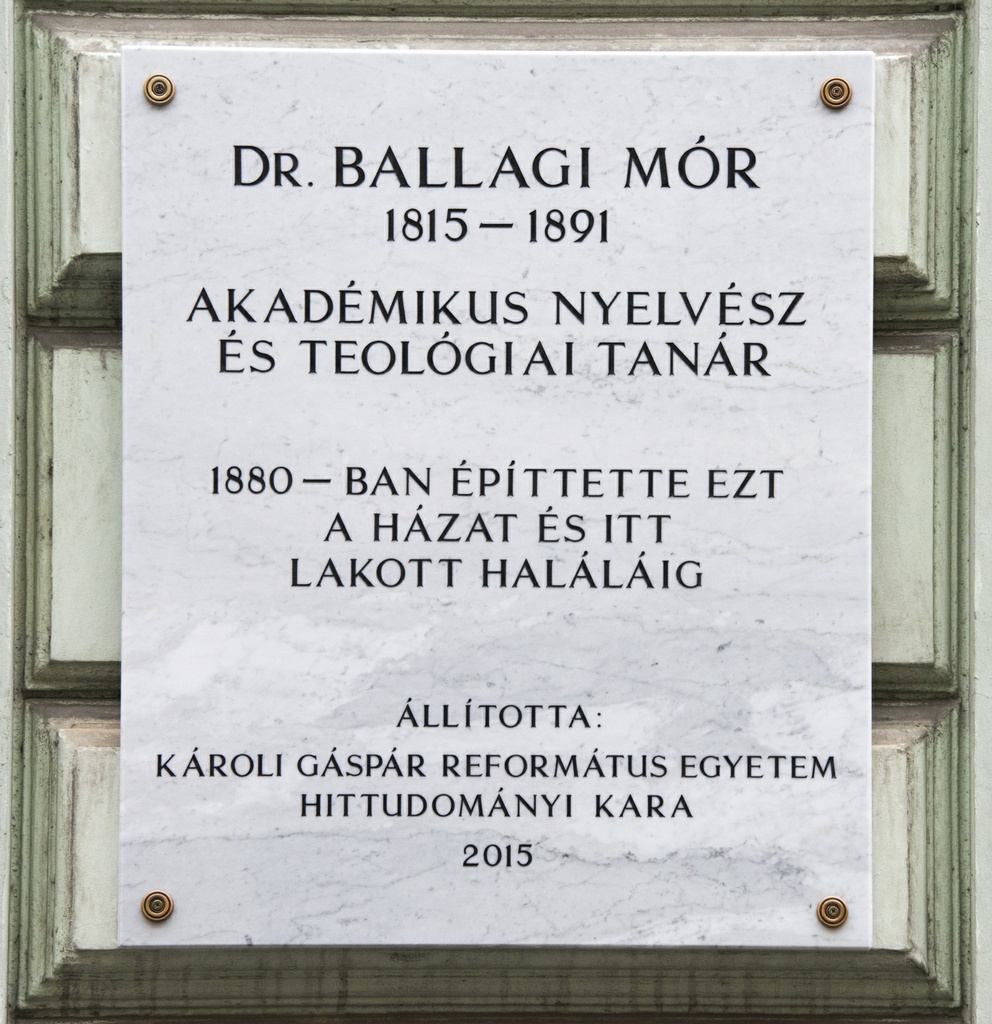 DR. BALLAGI MÓR
1815 – 1891
AKADÉMIKUS NYELVÉSZ
ÉS TEOLÓGIAI TANÁR
1880 – BAN ÉPÍTTETTE EZT
A HÁZAT ÉS ITT
LAKOTT HALÁLÁIG
ÁLLÍTOTTA:
KÁROLI GÁSPÁR REFORMÁTUS EGYETEM
HITTUDOMÁNYI KARA
2015